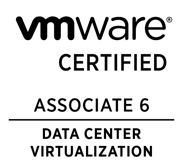 vmware®
CERTIFIED
ASSOCIATE 6
DATA CENTER
VIRTUALIZATION